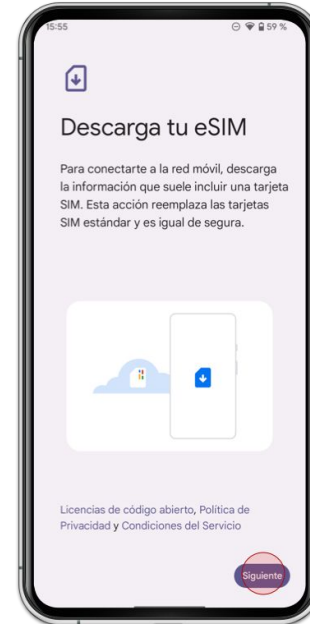 15:55
59 %
Descarga tu eSIM
Para conectarte a la red móvil, descarga
la información que suele incluir una tarjeta
SIM. Esta acción reemplaza las tarjetas
SIM estándar y es igual de segura.
Licencias de código abierto, Política de
Privacidad y Condiciones del Servicio
Siguiente